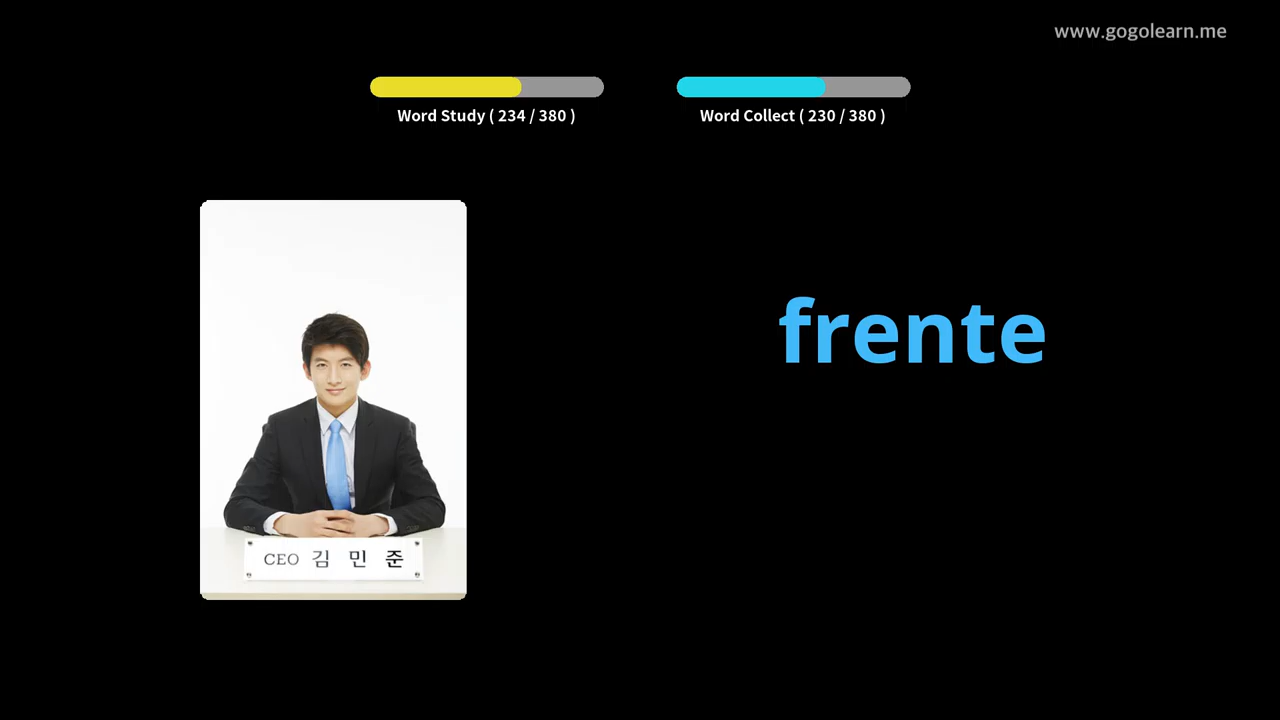 www.gogolearn.me
Word Study ( 234 / 380 )
Word Collect ( 230 / 380 )
frente
CEO 김 민 준